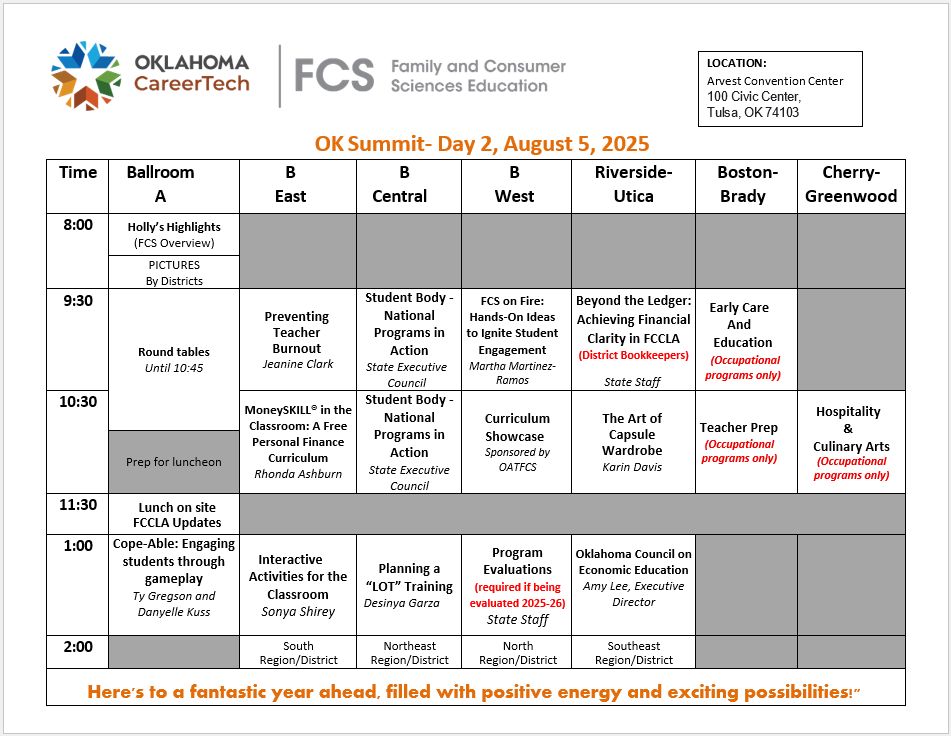 OKLAHOMA
CareerTech
FCS
Family and Consumer
Sciences Education
LOCATION:
Arvest Convention Center
100 Civic Center,
Tulsa, OK 74103
OK Summit- Day 2, August 5, 2025
Time
Ballroom
A
B
East
B
Central
B
West
Riverside-
Utica
Boston-
Brady
Cherry-
Greenwood
8:00
Holly's Highlights
(FCS Overview)
PICTURES
By Districts
9:30
Round tables
Until 10:45
Preventing
Teacher
Burnout
Jeanine Clark
Student Body -
National
Programs in
Action
State Executive
Council
FCS on Fire:
Hands-On Ideas
to Ignite Student
Engagement
Martha Martinez-
Ramos
Beyond the Ledger:
Achieving Financial
Clarity in FCCLA
(District Bookkeepers)
State Staff
Early Care
And
Education
(Occupational
programs only)
10:30
Prep for luncheon
MoneySKILL® in the
Classroom: A Free
Personal Finance
Curriculum
Rhonda Ashburn
Student Body -
National
Programs in
Action
State Executive
Council
Curriculum
Showcase
Sponsored by
OATFCS
The Art of
Capsule
Wardrobe
Karin Davis
Teacher Prep
(Occupational
programs only)
Hospitality
&
Culinary Arts
(Occupational
programs only)
11:30
Lunch on site
FCCLA Updates
1:00
Cope-Able: Engaging
students through
gameplay
Ty Gregson and
Danyelle Kuss
Interactive
Activities for the
Classroom
Sonya Shirey
Planning a
“LOT” Training
Desinya Garza
Program
Evaluations
(required if being
evaluated 2025-26)
State Staff
Oklahoma Council on
Economic Education
Amy Lee, Executive
Director
2:00
South
Region/District
Northeast
Region/District
North
Region/District
Southeast
Region/District
Here's to a fantastic year ahead, filled with positive energy and exciting possibilities!”